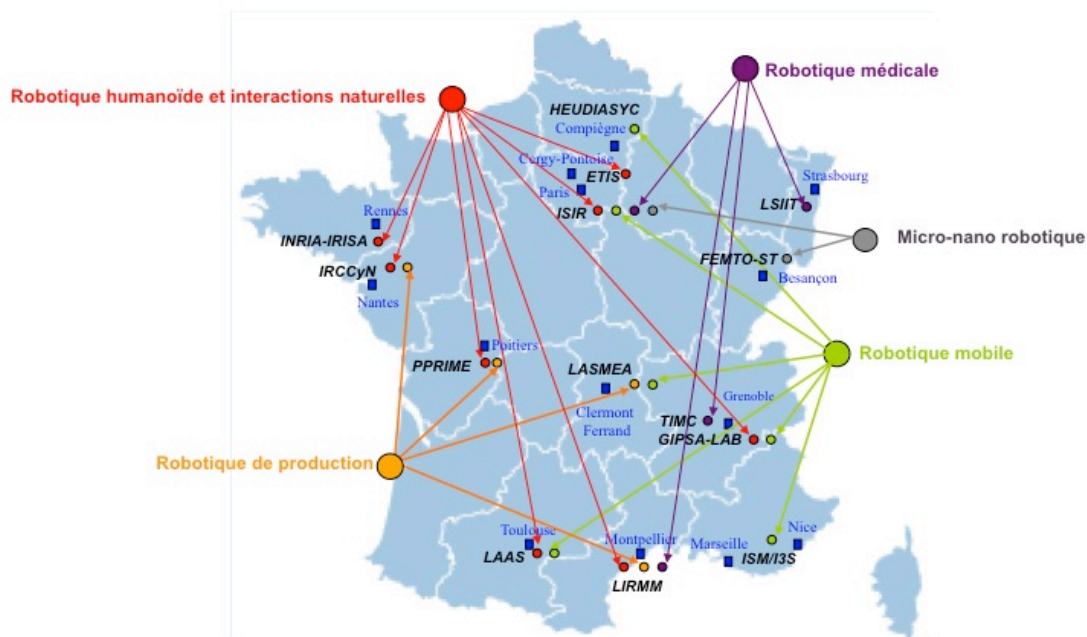 Robotique médicale
Robotique humanoïde et interactions naturelles
HEUDIASYC
Compiègne
Cergy-Pontoise
ETIS
Strasbourg
Paris
ISIR
LSIIT
Rennes
INRIA-IRISA
Micro-nano robotique
FEMTO-ST
IRCCyN
Besançon
Nantes
Poitiers
Robotique mobile
PPRIME
LASMEA
Grenoble
Clermont
Ferrand
TIMC
GIPSA-LAB
Robotique de production
Toulouse
Montpellier
Nice
Marseille
LAAS
ISM/I3S
LIRMM